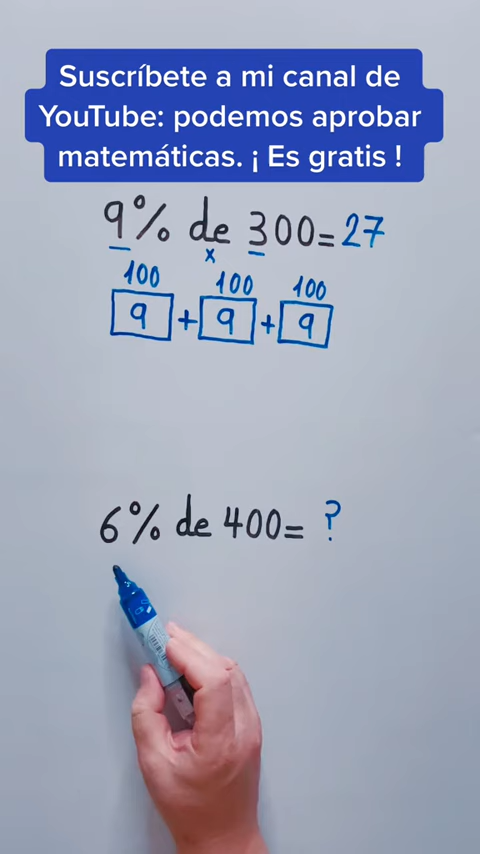 Suscríbete a mi canal de
YouTube: podemos aprobar
matemáticas. ¡ Es gratis !
9% de 300=27
x
100 100 100
9 + 9 + 9
6% de 400= ?